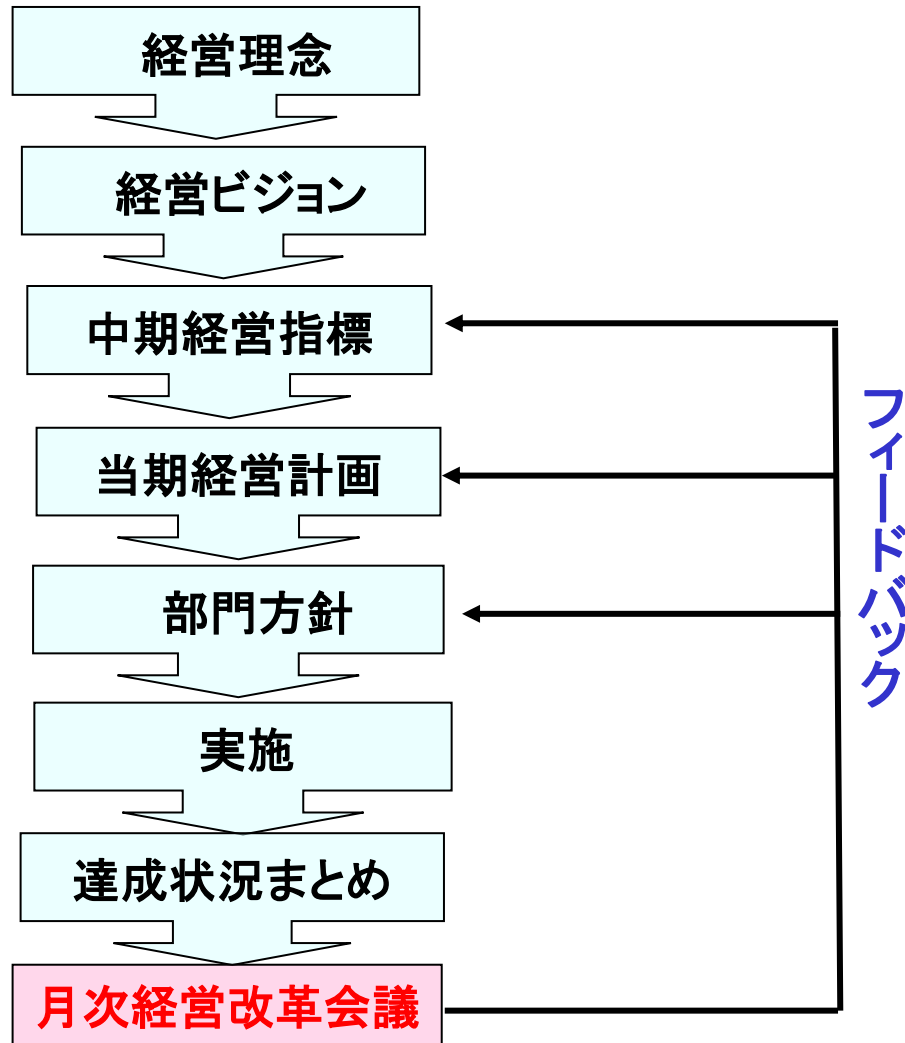 経営理念
経営ビジョン
中期経営指標
当期経営計画
部門方針
実施
達成状況まとめ
月次経営改革会議
フィードバック